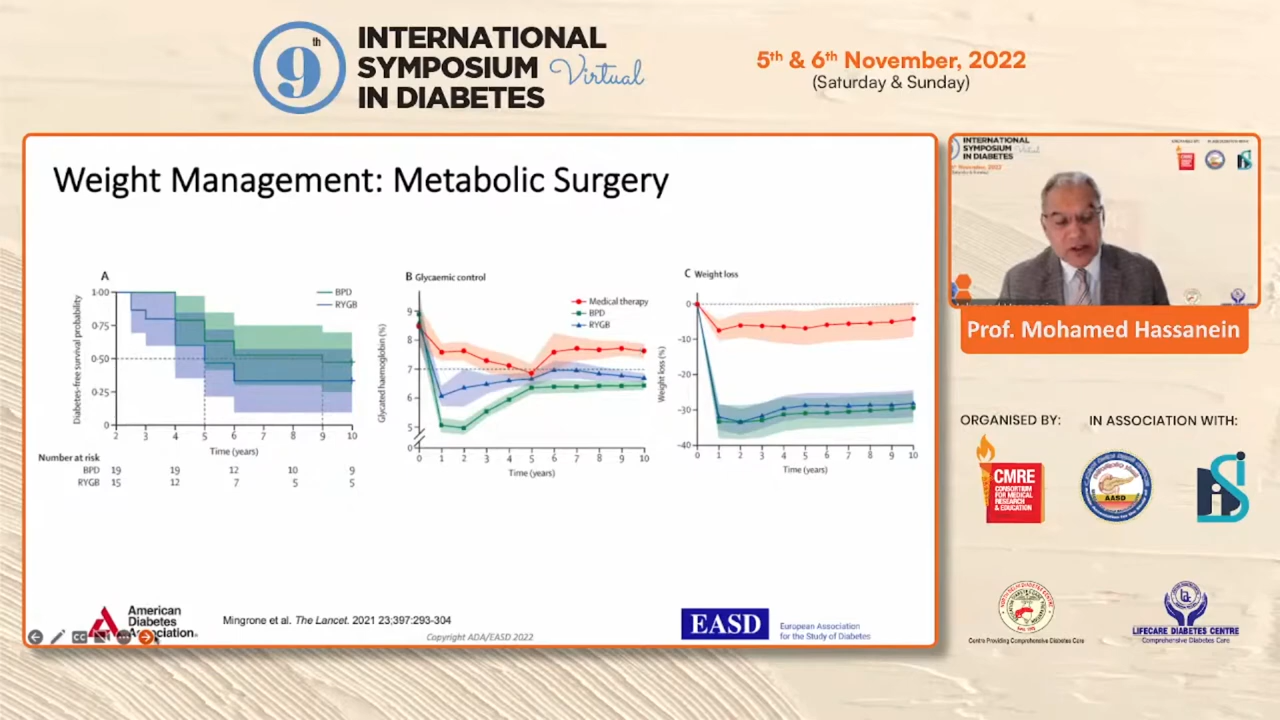 9th
INTERNATIONAL
SYMPOSIUM Virtual
IN DIABETES
5th & 6th November, 2022
(Saturday & Sunday)
Weight Management: Metabolic Surgery
A
BPD
RYGB
Diabetes-free survival probability
1·00
0·75
0·50
0·25
0
2 3 4 5 6 7 8 9 10
Time (years)
Number at risk
BPD 19 19 12 10 9
RYGB 15 12 7 5 5
B Glycaemic control
Medical therapy
BPD
RYGB
Glycated haemoglobin (%)
9
8
7
6
5
0
0 1 2 3 4 5 6 7 8 9 10
Time (years)
C Weight loss
Weight loss (%)
0
-10
-20
-30
-40
0 1 2 3 4 5 6 7 8 9 10
Time (years)
American
Diabetes
Association.
Mingrone et al. The Lancet. 2021 23;397:293-304
Copyright ADA/EASD 2022
EASD
European Association
for the Study of Diabetes
INTERNATIONAL
SYMPOSIUM Virtual
IN DIABETES
Prof. Mohamed Hassanein
ORGANISED BY: IN ASSOCIATION WITH:
CMRE
CONSORTIUM
FOR MEDICAL
RESEARCH
& EDUCATION
AASD
Centre Providing Comprehensive Diabetes Care
LIFECARE DIABETES CENTRE
Comprehensive Diabetes Care